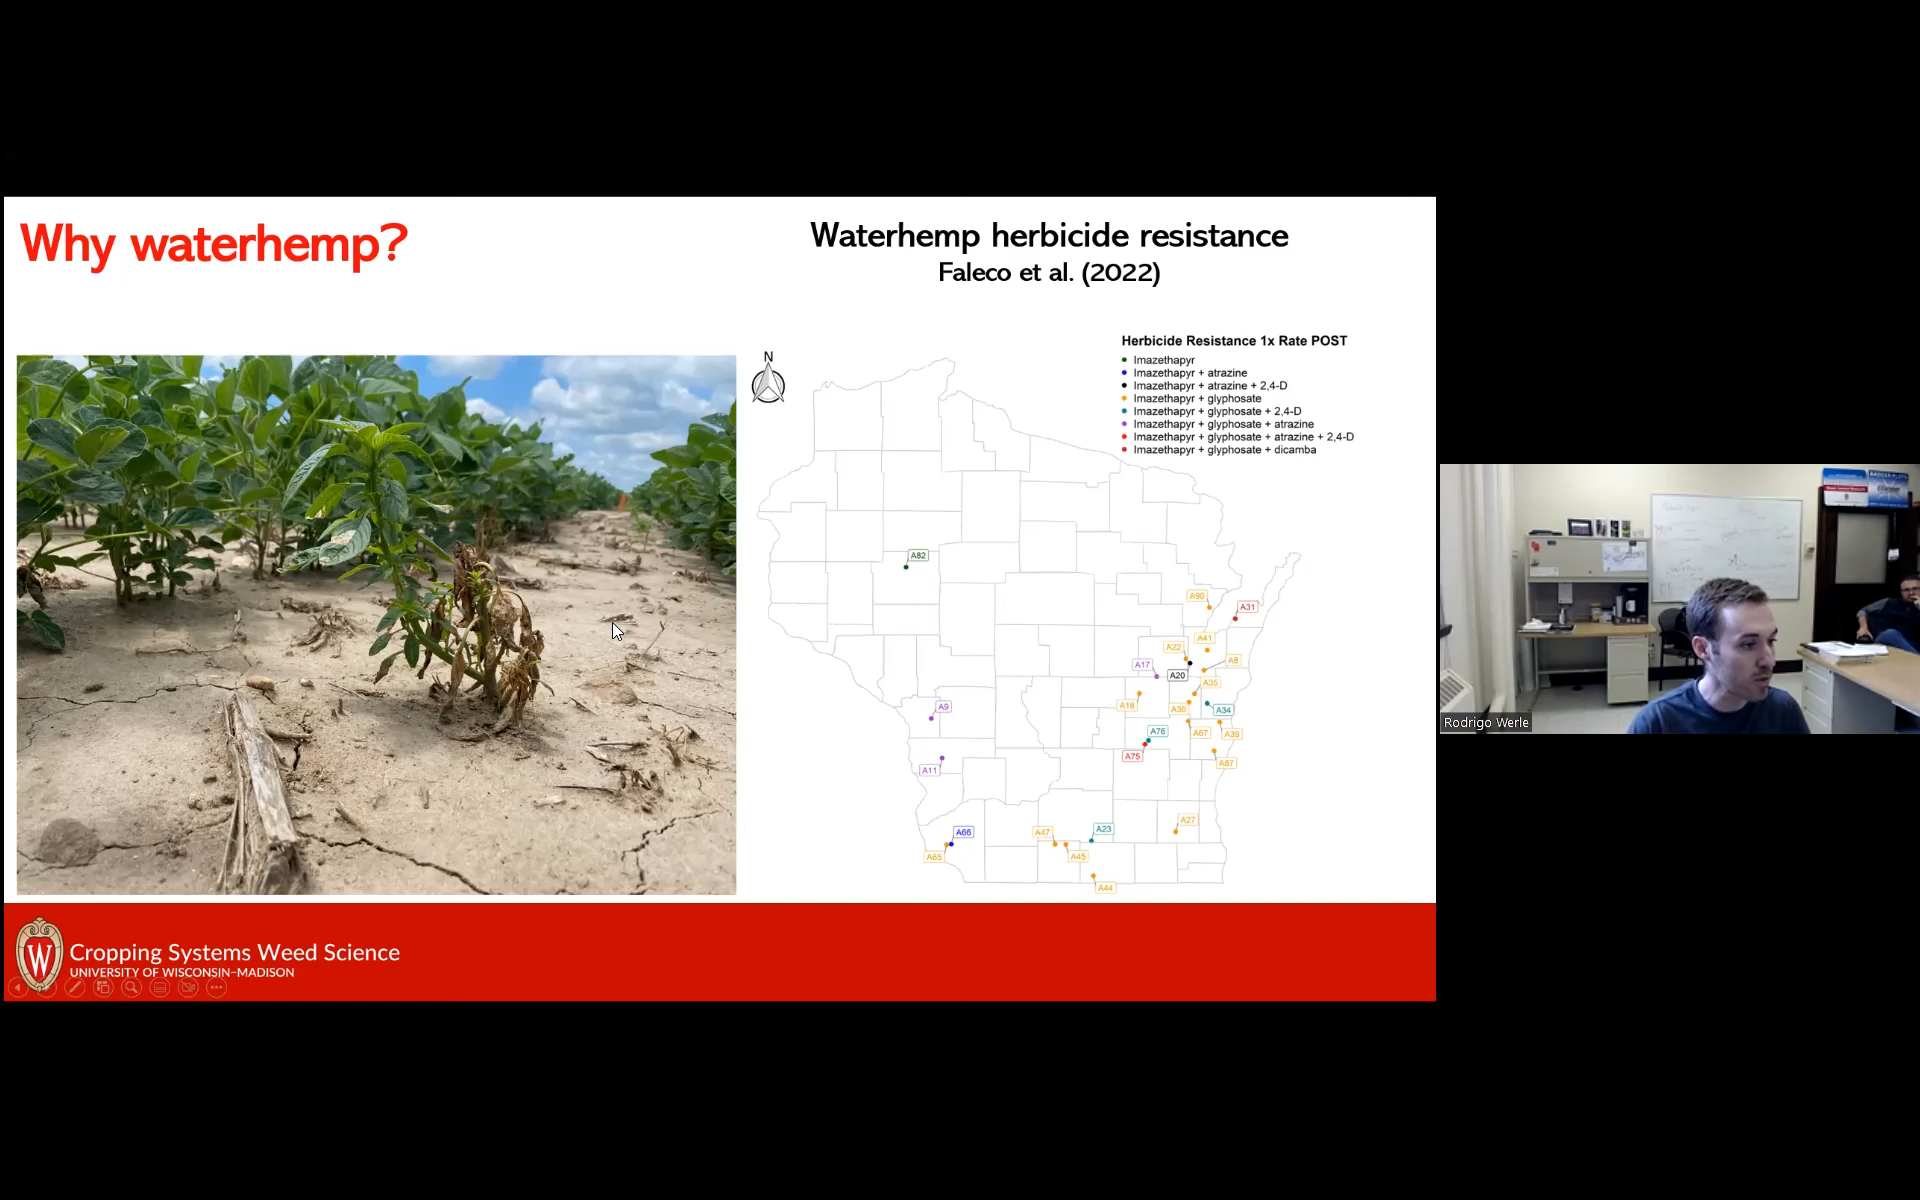 Why waterhemp?
Waterhemp herbicide resistance
Faleco et al. (2022)
Herbicide Resistance 1x Rate POST
Imazethapyr
Imazethapyr + atrazine
Imazethapyr + atrazine + 2,4-D
Imazethapyr + glyphosate
Imazethapyr + glyphosate + 2,4-D
Imazethapyr + glyphosate + atrazine
Imazethapyr + glyphosate + atrazine + 2,4-D
Imazethapyr + glyphosate + dicamba
N
A82
A90
A31
A41
A22
A8
A17
A20
A35
A9
A18
A36
A34
A76
A67
A39
A75
A87
A11
A27
A66
A47
A23
A65
A45
A44
W
Cropping Systems Weed Science
UNIVERSITY OF WISCONSIN–MADISON
Rodrigo Werle